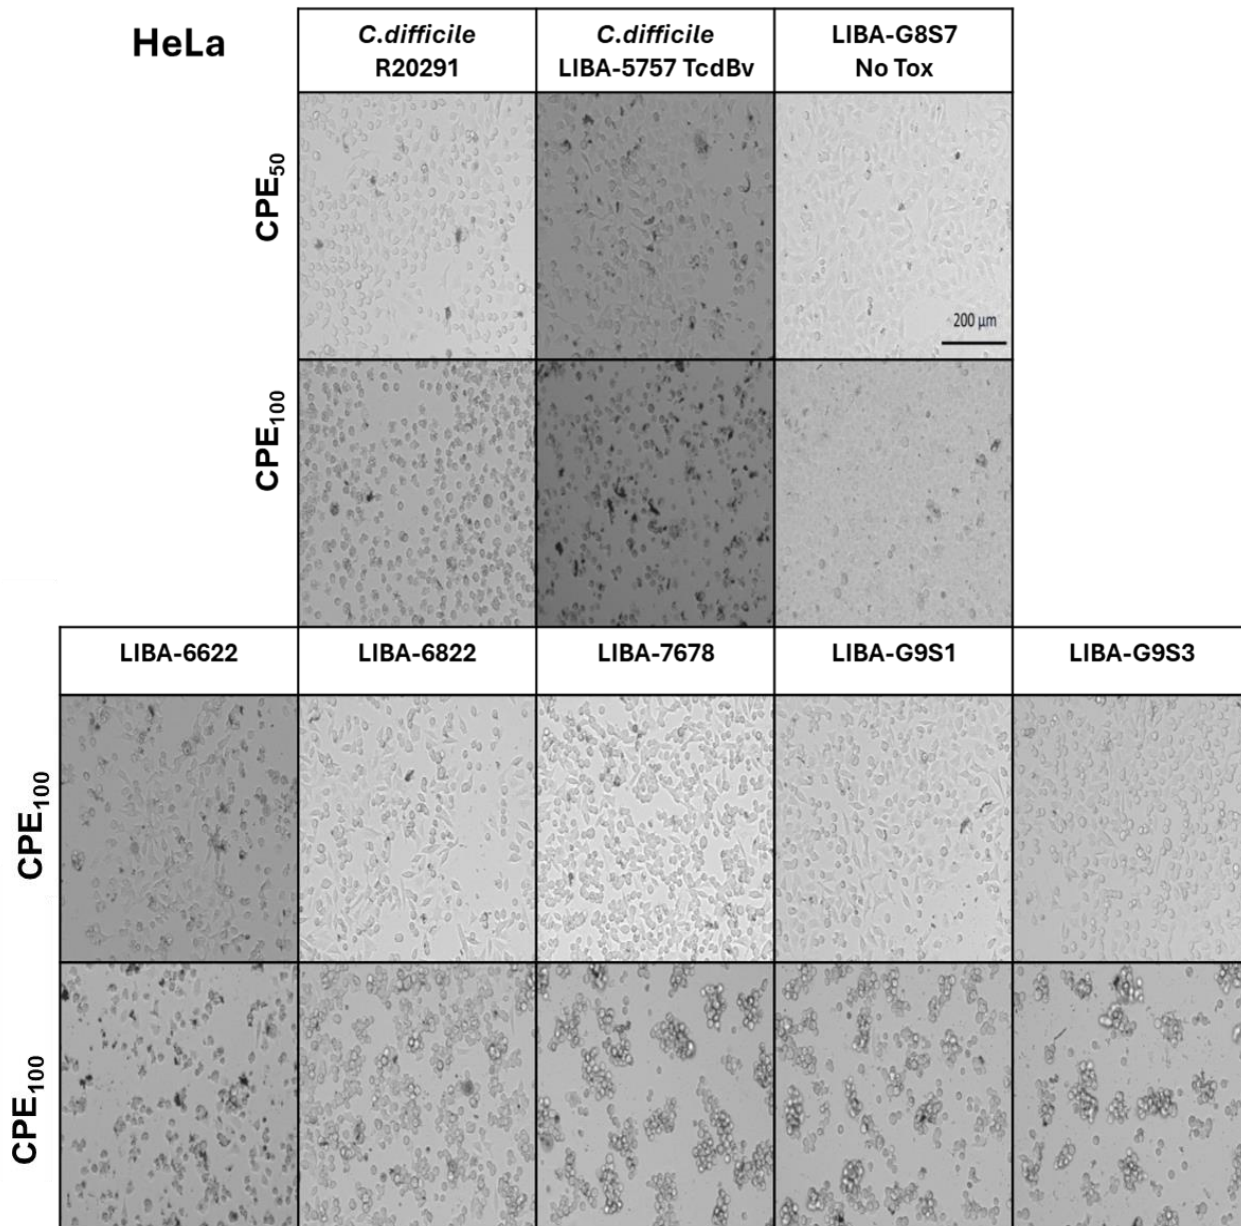 HeLa
C.difficile
R20291
C.difficile
LIBA-5757 TcdBv
LIBA-G8S7
No Tox
CPE50
200 µm
CPE100
LIBA-6622
LIBA-6822
LIBA-7678
LIBA-G9S1
LIBA-G9S3
CPE100
CPE100